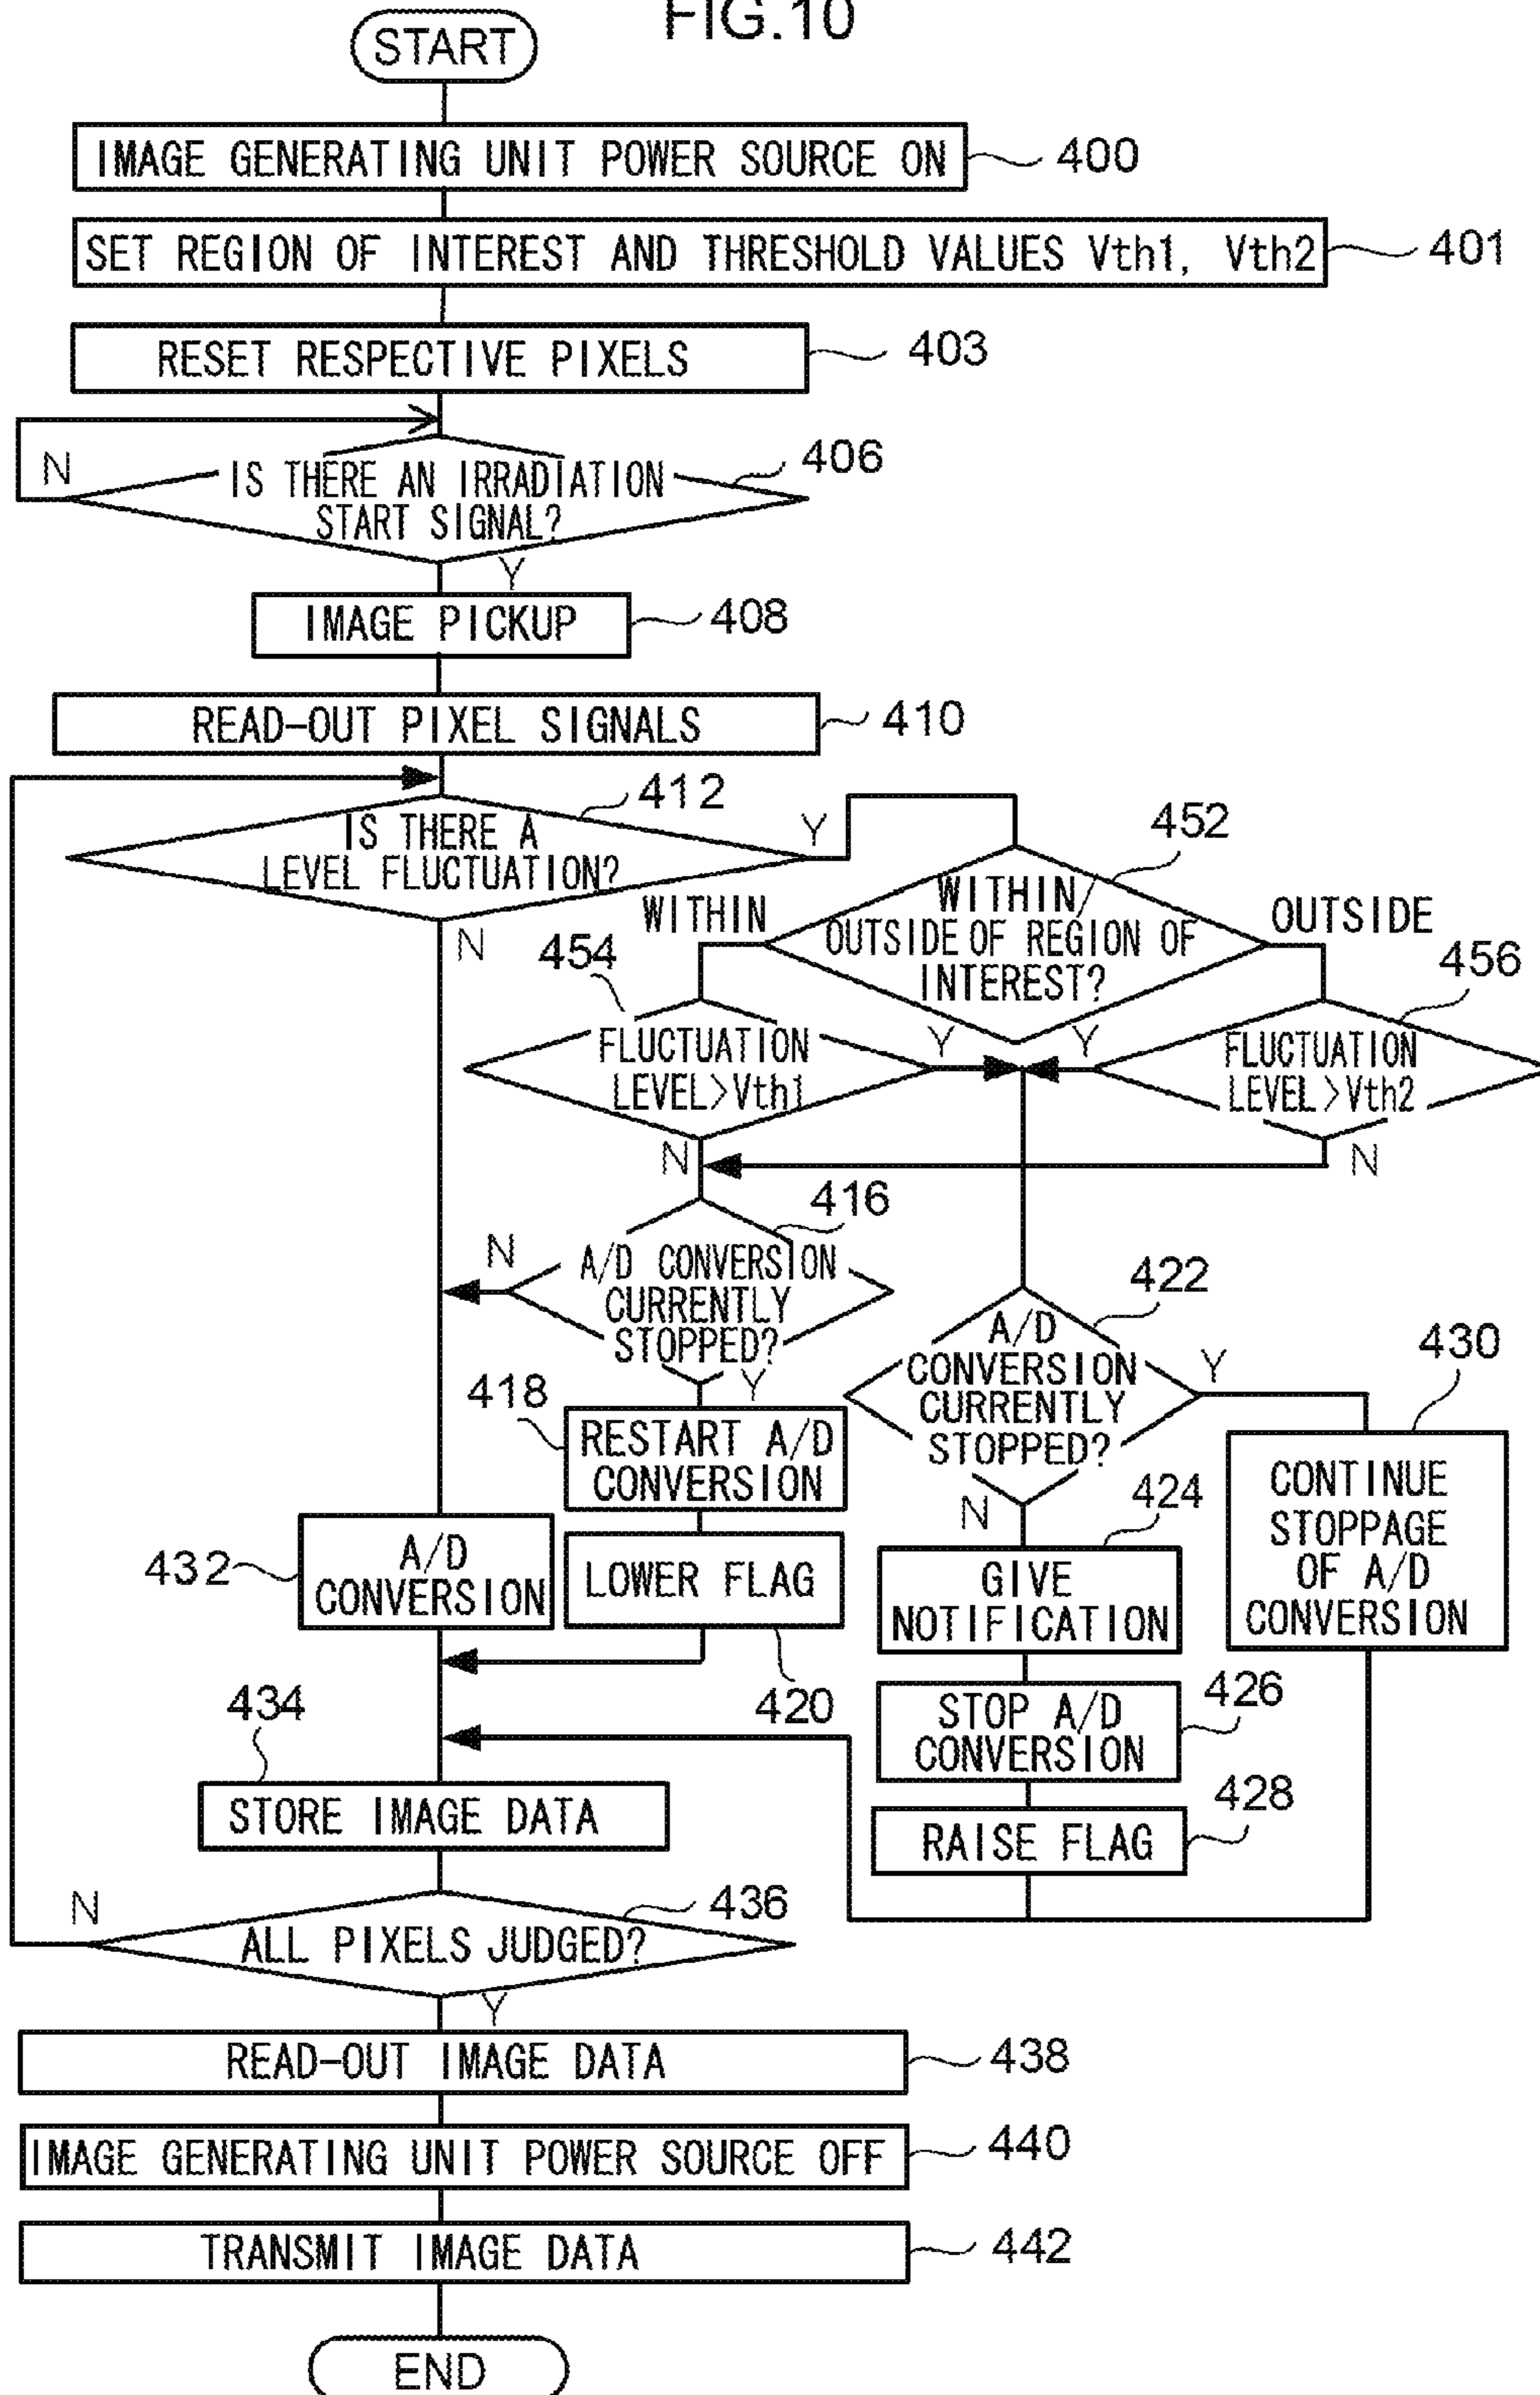 FIG.10
START
IMAGE GENERATING UNIT POWER SOURCE ON
400
SET REGION OF INTEREST AND THRESHOLD VALUES Vth1, Vth2
401
RESET RESPECTIVE PIXELS
403
N
IS THERE AN IRRADIATION
START SIGNAL?
406
Y
IMAGE PICKUP
408
READ-OUT PIXEL SIGNALS
410
IS THERE A
LEVEL FLUCTUATION?
412
Y
N
WITHIN/
OUTSIDE OF REGION OF
INTEREST?
452
WITHIN
OUTSIDE
454
FLUCTUATION
LEVEL>Vth1
Y
N
456
FLUCTUATION
LEVEL>Vth2
Y
N
416
A/D CONVERSION
CURRENTLY
STOPPED?
N
Y
422
A/D
CONVERSION
CURRENTLY
STOPPED?
Y
N
418
RESTART A/D
CONVERSION
430
CONTINUE
STOPPAGE
OF A/D
CONVERSION
424
GIVE
NOTIFICATION
432
A/D
CONVERSION
LOWER FLAG
420
426
STOP A/D
CONVERSION
434
STORE IMAGE DATA
428
RAISE FLAG
N
436
ALL PIXELS JUDGED?
Y
READ-OUT IMAGE DATA
438
IMAGE GENERATING UNIT POWER SOURCE OFF
440
TRANSMIT IMAGE DATA
442
END